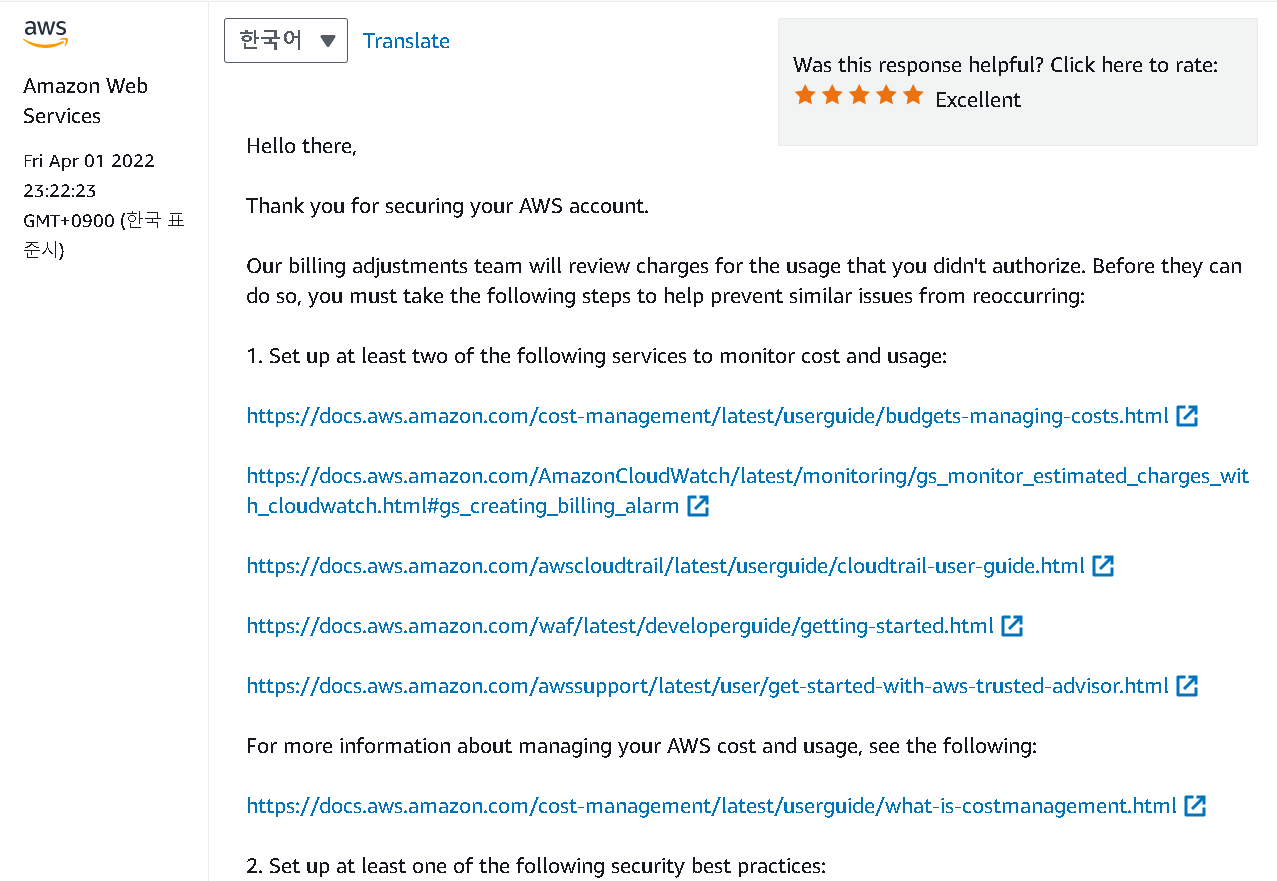 aws
Amazon Web
Services
Fri Apr 01 2022
23:22:23
GMT+0900 (한국 표
준시)
한국어 ▼ Translate
Was this response helpful? Click here to rate:
Excellent
Hello there,
Thank you for securing your AWS account.
Our billing adjustments team will review charges for the usage that you didn't authorize. Before they can
do so, you must take the following steps to help prevent similar issues from reoccurring:
1. Set up at least two of the following services to monitor cost and usage:
https://docs.aws.amazon.com/cost-management/latest/userguide/budgets-managing-costs.html
https://docs.aws.amazon.com/AmazonCloudWatch/latest/monitoring/gs_monitor_estimated_charges_wit
h_cloudwatch.html#gs_creating_billing_alarm
https://docs.aws.amazon.com/awscloudtrail/latest/userguide/cloudtrail-user-guide.html
https://docs.aws.amazon.com/waf/latest/developerguide/getting-started.html
https://docs.aws.amazon.com/awssupport/latest/user/get-started-with-aws-trusted-advisor.html
For more information about managing your AWS cost and usage, see the following:
https://docs.aws.amazon.com/cost-management/latest/userguide/what-is-costmanagement.html
2. Set up at least one of the following security best practices: